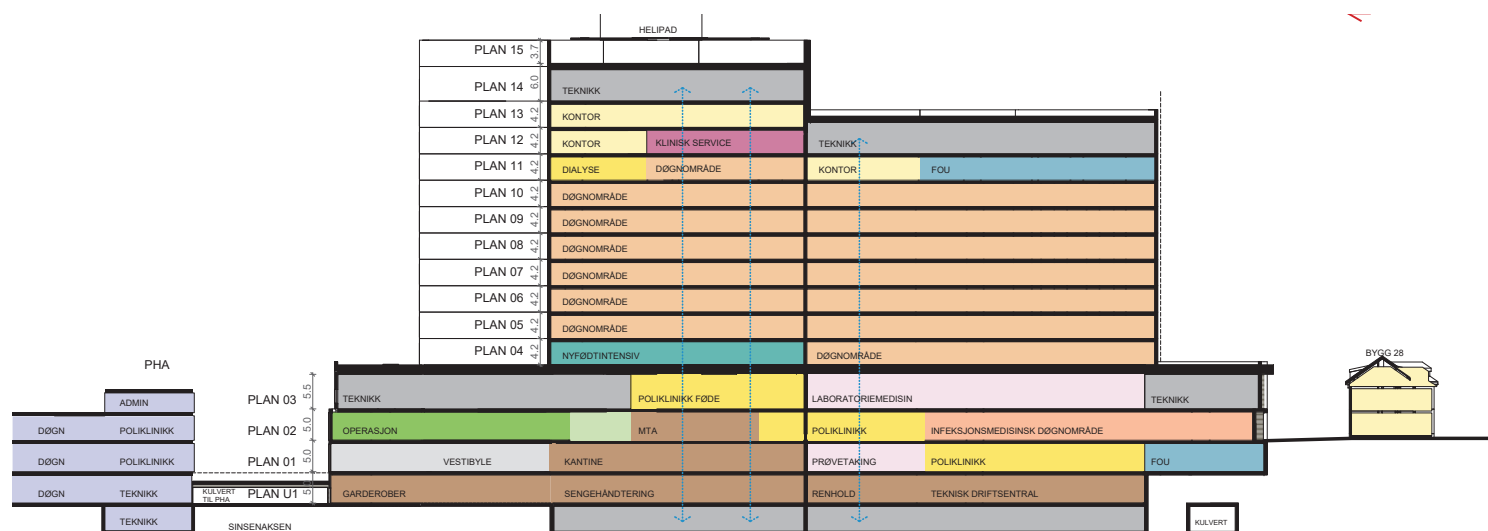 HELIPAD
PLAN 15 3.7
PLAN 14 6.0 TEKNIKK
PLAN 13 4.2 KONTOR
PLAN 12 4.2 KONTOR KLINISK SERVICE TEKNIKK
PLAN 11 4.2 DIALYSE DØGNOMRÅDE KONTOR FOU
PLAN 10 4.2 DØGNOMRÅDE
PLAN 09 4.2 DØGNOMRÅDE
PLAN 08 4.2 DØGNOMRÅDE
PLAN 07 4.2 DØGNOMRÅDE
PLAN 06 4.2 DØGNOMRÅDE
PLAN 05 4.2 DØGNOMRÅDE
PLAN 04 4.2 NYFØDTINTENSIV DØGNOMRÅDE
BYGG 28
PHA
ADMIN PLAN 03 5.5 TEKNIKK POLIKLINIKK FØDE LABORATORIEMEDISIN TEKNIKK
DØGN POLIKLINIKK PLAN 02 5.0 OPERASJON MTA POLIKLINIKK INFEKSJONSMEDISINSK DØGNOMRÅDE
DØGN POLIKLINIKK PLAN 01 5.0 VESTIBYLE KANTINE PRØVETAKING POLIKLINIKK FOU
DØGN TEKNIKK KULVERT TIL PHA PLAN U1 5.0 GARDEROBER SENGEHÅNDTERING RENHOLD TEKNISK DRIFTSENTRAL
TEKNIKK SINSENAKSEN KULVERT